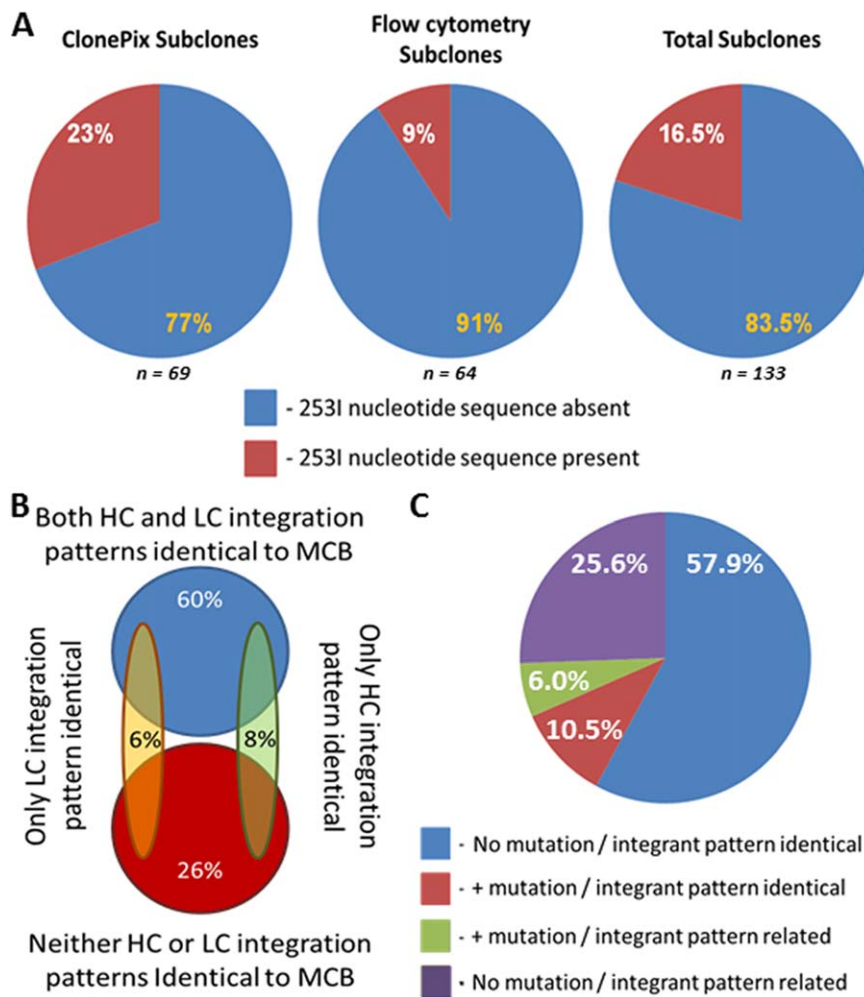 A
ClonePix Subclones
Flow cytometry
Subclones
Total Subclones
23%
9%
16.5%
77%
91%
83.5%
n = 69
n = 64
n = 133
- 253I nucleotide sequence absent
- 253I nucleotide sequence present
B
Both HC and LC integration
patterns identical to MCB
60%
Only LC integration
pattern identical
6%
8%
Only HC integration
pattern identical
26%
Neither HC or LC integration
patterns Identical to MCB
C
25.6%
57.9%
6.0%
10.5%
- No mutation / integrant pattern identical
- + mutation / integrant pattern identical
- + mutation / integrant pattern related
- No mutation / integrant pattern related